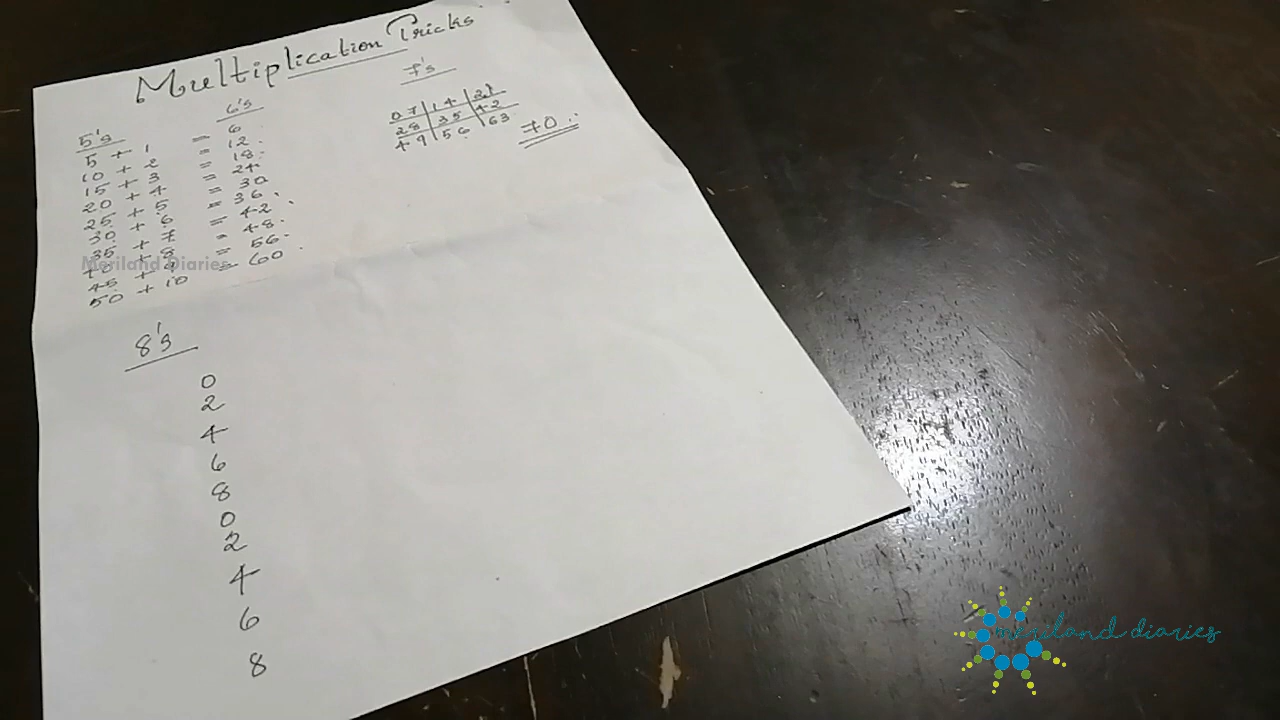 Multiplication Tricks
5's 6's
5 + 1 = 6
10 + 2 = 12
15 + 3 = 18
20 + 4 = 24
25 + 5 = 30
30 + 6 = 36
35 + 7 = 42
40 + 8 = 48
45 + 9 = 56
50 + 10 = 60
7's
07 14 21
28 35 42
49 56 63
70
8's
0
2
4
6
8
0
2
4
6
8
Meriland Diaries
meriland diaries